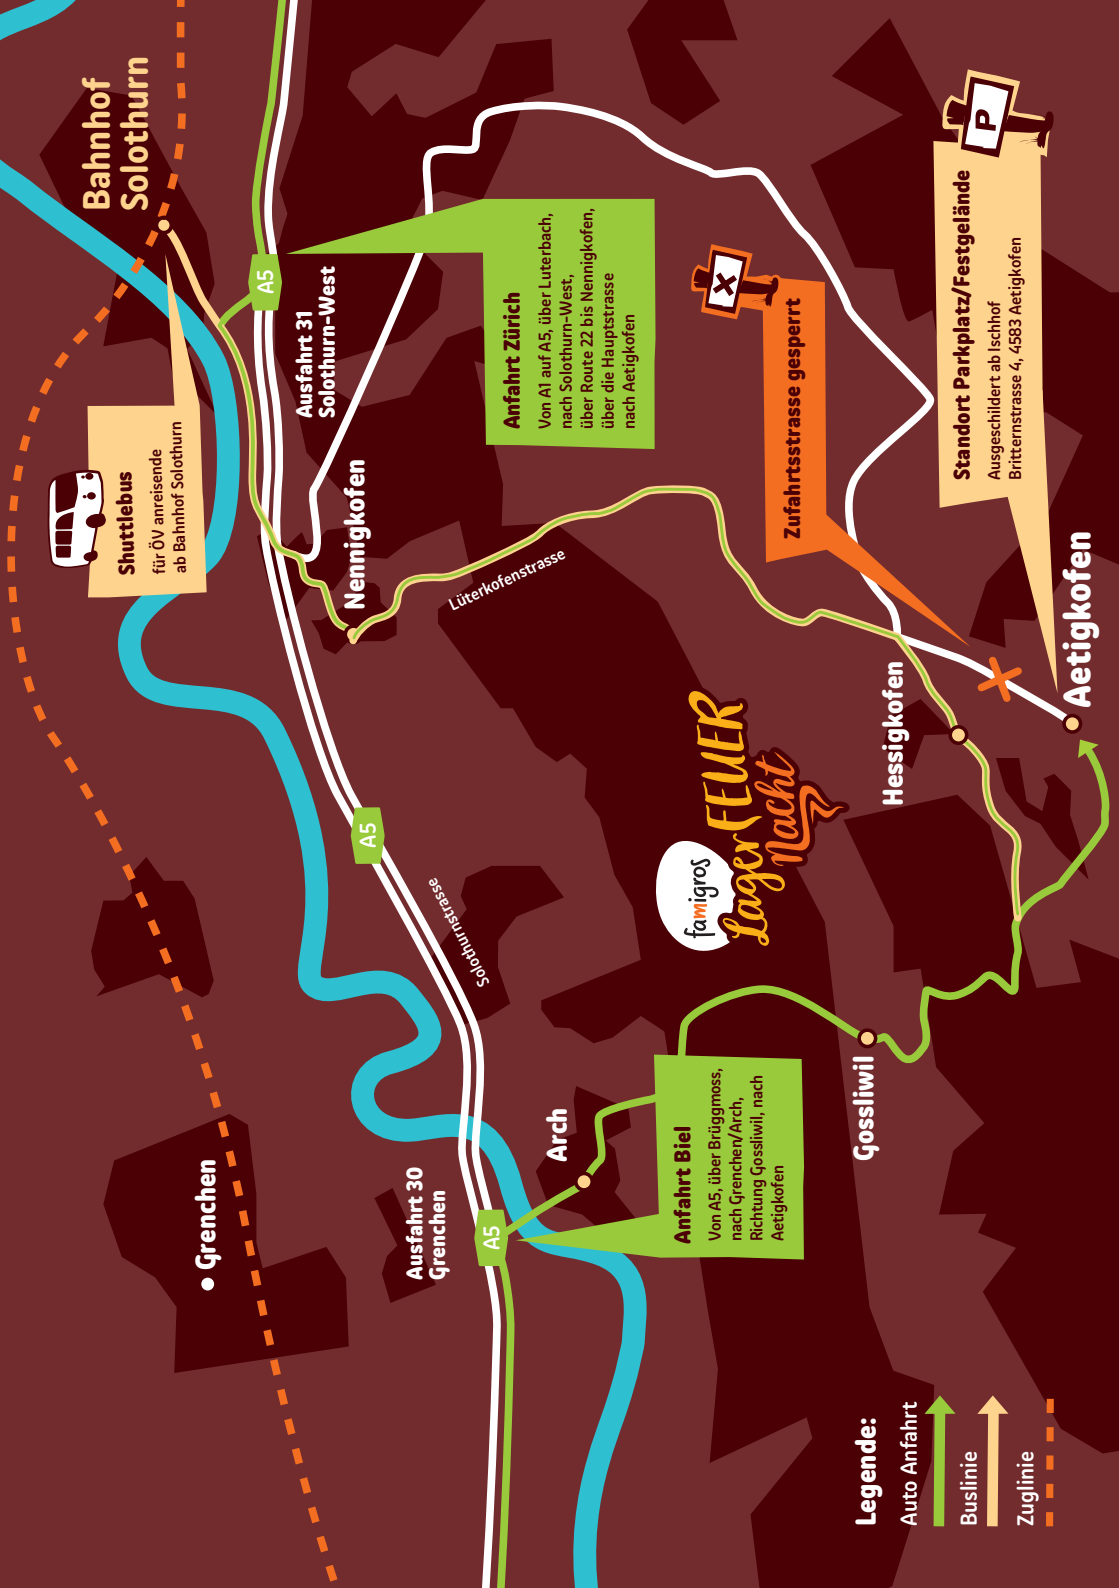 Bahnhof
Solothurn
Shuttlebus
für ÖV anreisende
ab Bahnhof Solothurn
A5
Ausfahrt 31
Solothurn-West
Nennigkofen
Anfahrt Zürich
Von A1 auf A5, über Luterbach,
nach Solothurn-West,
über Route 22 bis Nennigkofen,
über die Hauptstrasse
nach Aetigkofen
Lüterkofenstrasse
Zufahrtsstrasse gesperrt
X
P
Standort Parkplatz/Festgelände
Ausgeschildert ab Ischhof
Britternstrasse 4, 4583 Aetigkofen
Aetigkofen
Hessigkofen
famigros
LagerFEUER
Nacht
A5
Solothurnstrasse
Grenchen
Ausfahrt 30
Grenchen
A5
Arch
Anfahrt Biel
Von A5, über Brüggmoss,
nach Grenchen/Arch,
Richtung Gossliwil, nach
Aetigkofen
Gossliwil
Legende:
Auto Anfahrt
Buslinie
Zuglinie